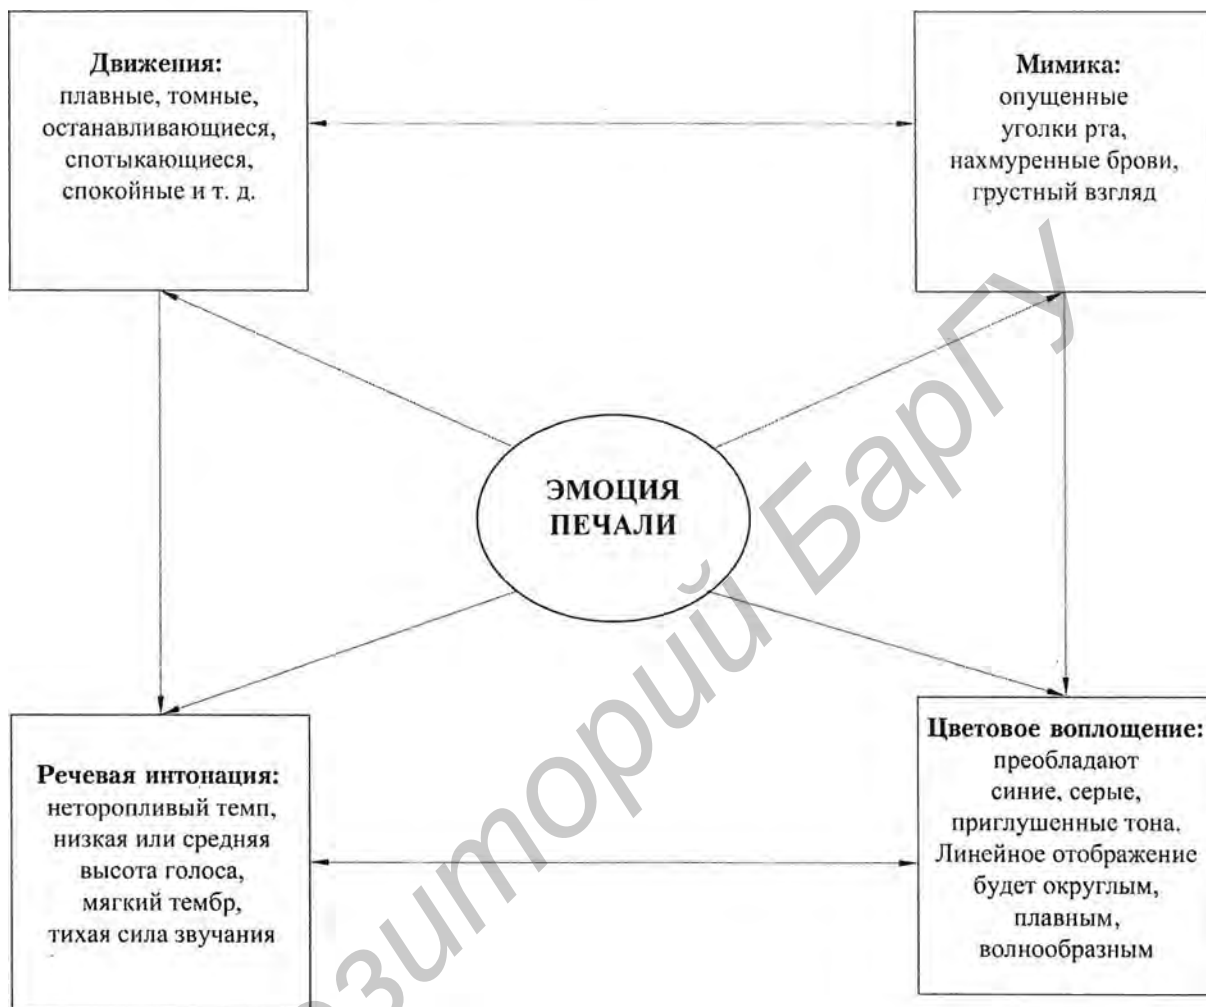 Движения:
плавные, томные,
останавливающиеся,
спотыкающиеся,
спокойные и т. д.
Мимика:
опущенные
уголки рта,
нахмуренные брови,
грустный взгляд
ЭМОЦИЯ
ПЕЧАЛИ
Речевая интонация:
неторопливый темп,
низкая или средняя
высота голоса,
мягкий тембр,
тихая сила звучания
Цветовое воплощение:
преобладают
синие, серые,
приглушенные тона.
Линейное отображение
будет округлым,
плавным,
волнообразным
зиторий БарГУ